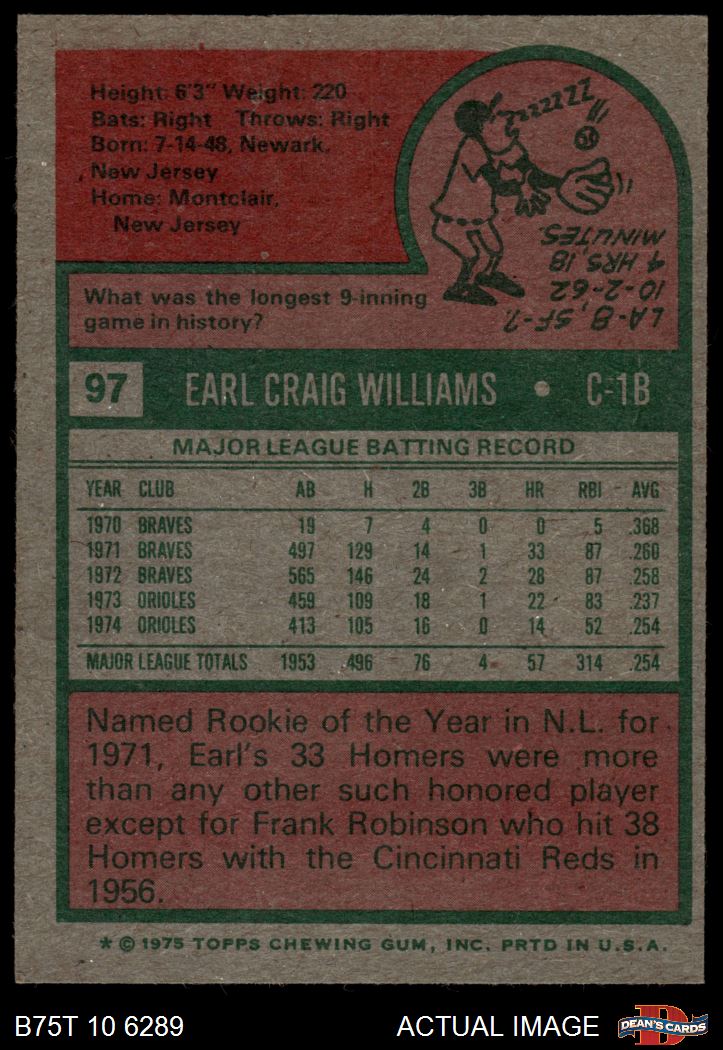 Height: 6'3" Weight: 220
Bats: Right Throws: Right
Born: 7-14-48, Newark,
New Jersey
Home: Montclair,
New Jersey
ZZZZZZZ
LA-8, SF-7
10-2-62
4 HRS, 18
MINUTES.
What was the longest 9-inning
game in history?
97 EARL CRAIG WILLIAMS • C-1B
MAJOR LEAGUE BATTING RECORD
YEAR CLUB AB H 2B 3B HR RBI AVG
1970 BRAVES 19 7 4 0 0 5 .368
1971 BRAVES 497 129 14 1 33 87 .260
1972 BRAVES 565 146 24 2 28 87 .258
1973 ORIOLES 459 109 18 1 22 83 .237
1974 ORIOLES 413 105 16 0 14 52 .254
MAJOR LEAGUE TOTALS 1953 496 76 4 57 314 .254
Named Rookie of the Year in N.L. for
1971, Earl's 33 Homers were more
than any other such honored player
except for Frank Robinson who hit 38
Homers with the Cincinnati Reds in
1956.
* © 1975 TOPPS CHEWING GUM, INC. PRTD IN U.S.A.
B75T 10 6289 ACTUAL IMAGE D DEAN'S CARDS